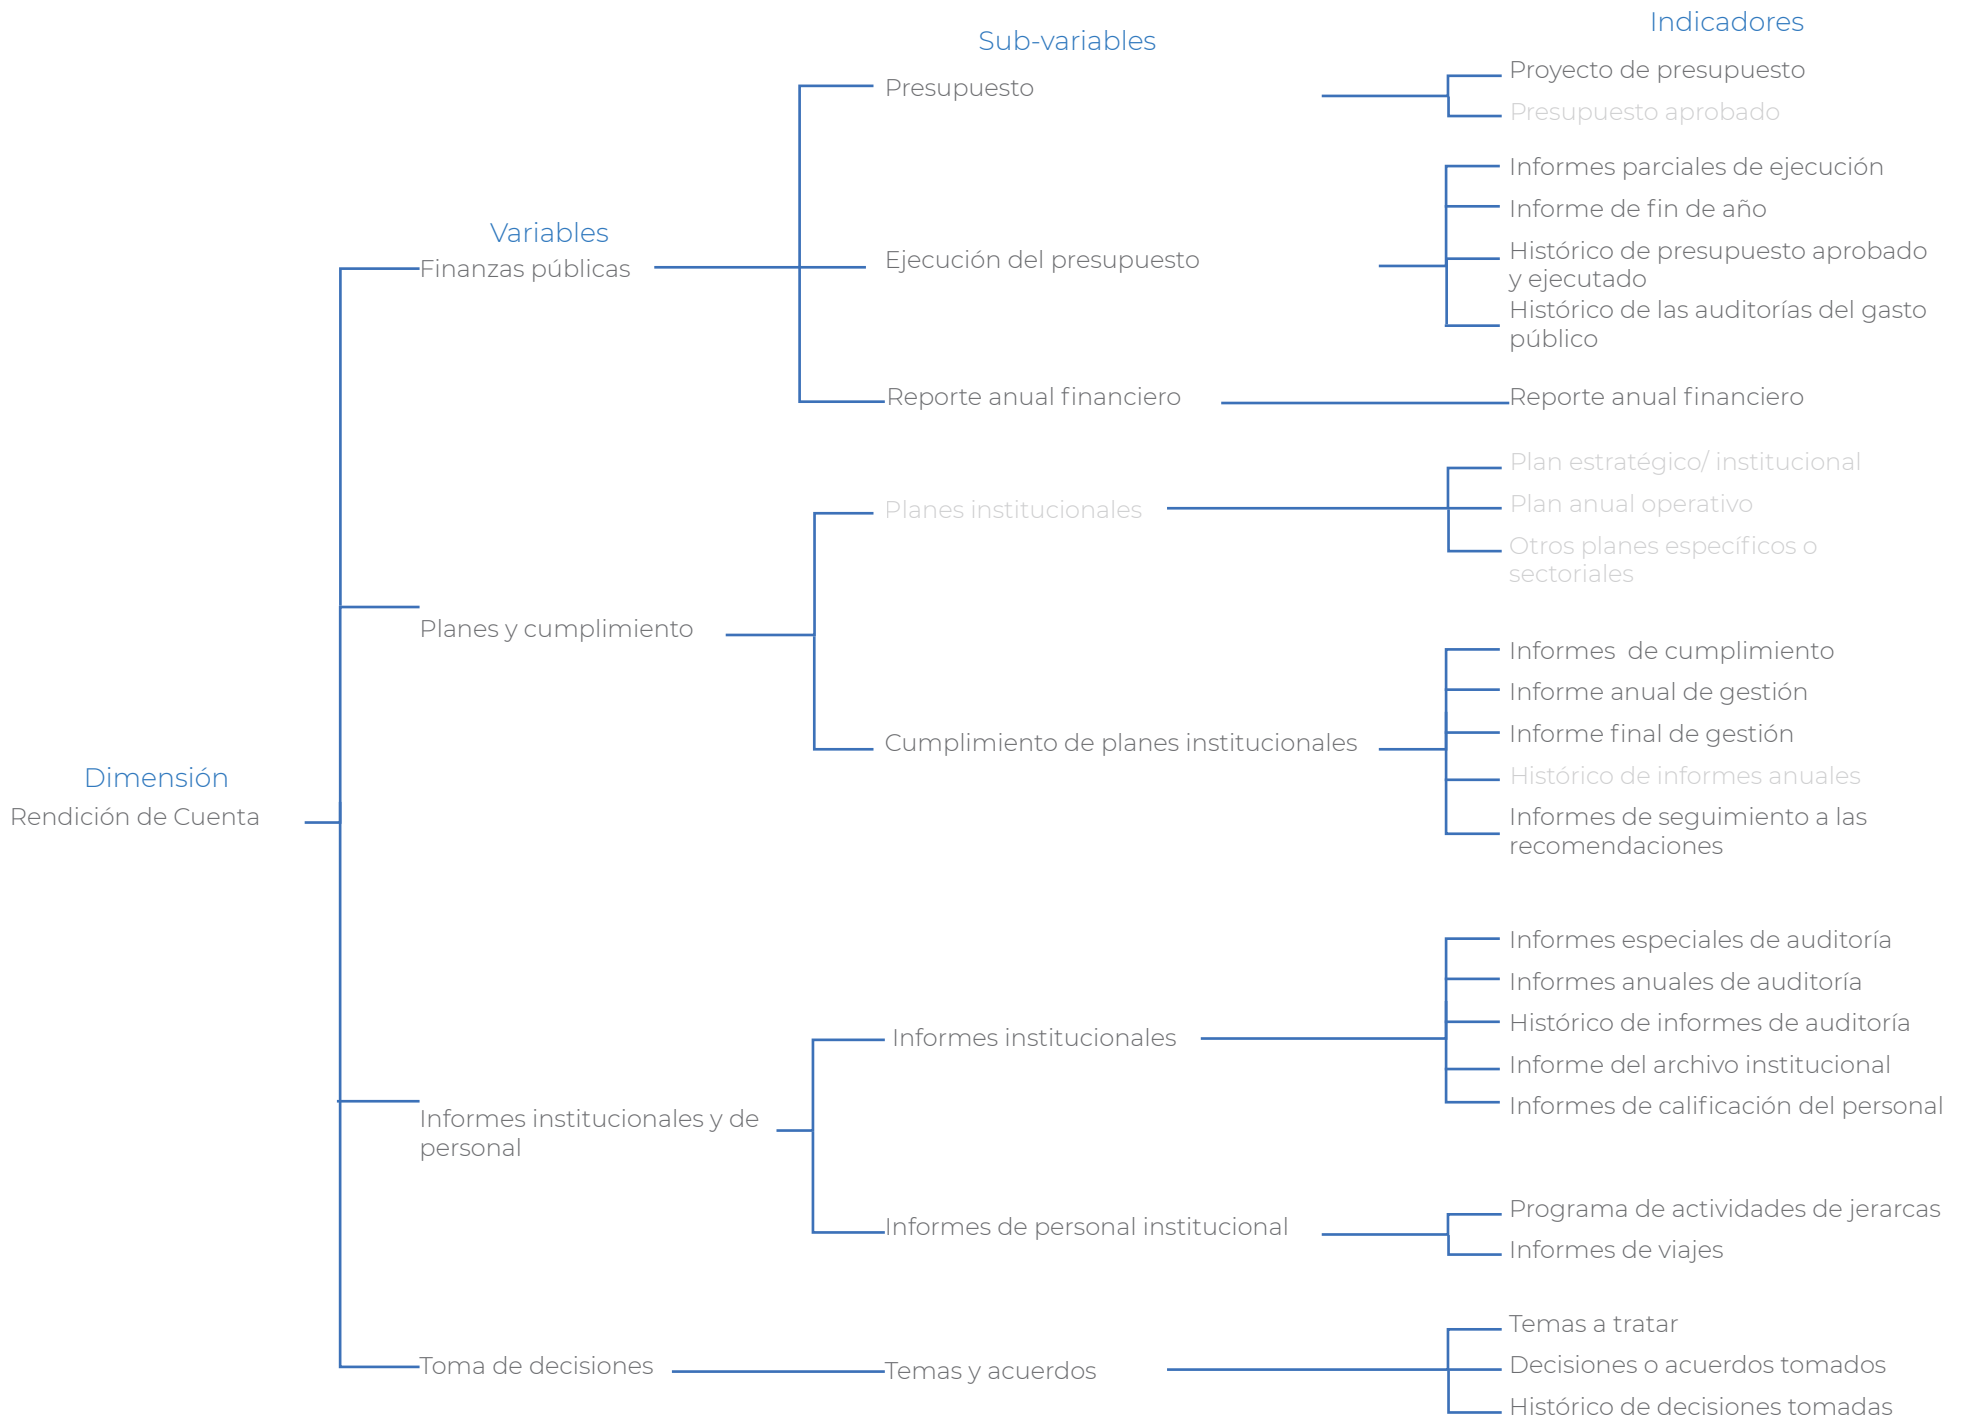 Indicadores
Sub-variables
Proyecto de presupuesto
Presupuesto
Presupuesto aprobado
Informes parciales de ejecución
Informe de fin de año
Variables
Histórico de presupuesto aprobado
y ejecutado
Finanzas públicas
Ejecución del presupuesto
Histórico de las auditorías del gasto
público
Reporte anual financiero
Reporte anual financiero
Plan estratégico/ institucional
Planes institucionales
Plan anual operativo
Otros planes específicos o
sectoriales
Planes y cumplimiento
Informes  de cumplimiento
Informe anual de gestión
Cumplimiento de planes institucionales
Informe final de gestión
Dimensión
Histórico de informes anuales
Rendición de Cuenta
Informes de seguimiento a las
recomendaciones
Informes especiales de auditoría
Informes anuales de auditoría
Informes institucionales
Histórico de informes de auditoría
Informe del archivo institucional
Informes institucionales y de
personal
Informes de calificación del personal
Programa de actividades de jerarcas
Informes de personal institucional
Informes de viajes
Temas a tratar
Toma de decisiones
Temas y acuerdos
Decisiones o acuerdos tomados
Histórico de decisiones tomadas